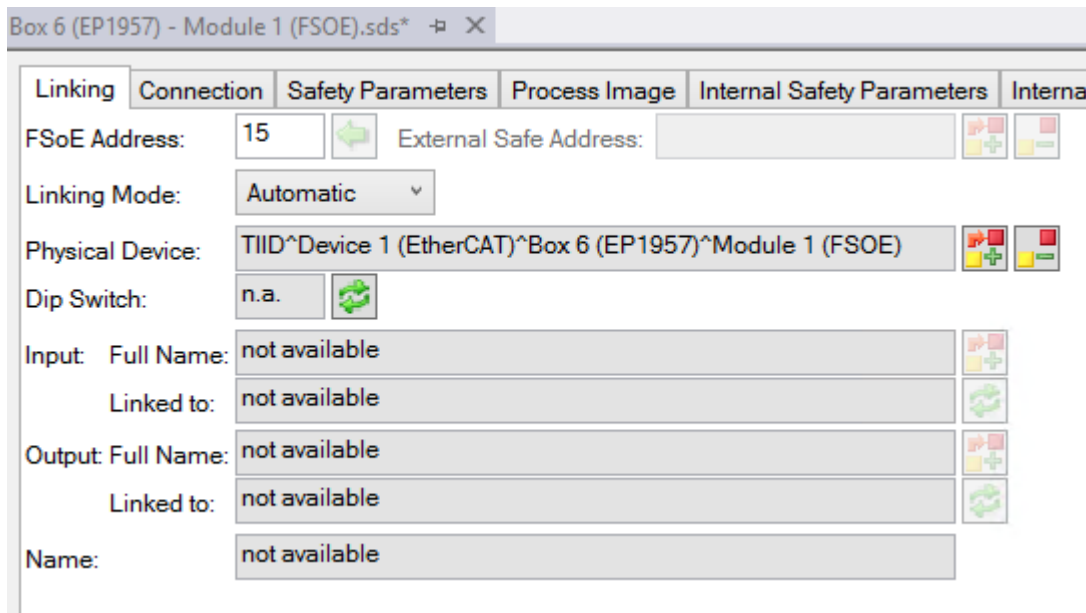 Box 6 (EP1957) - Module 1 (FSOE).sds*
Linking Connection Safety Parameters Process Image Internal Safety Parameters Interna
FSoE Address: 15 External Safe Address:
Linking Mode: Automatic
Physical Device: TIID^Device 1 (EtherCAT)^Box 6 (EP1957)^Module 1 (FSOE)
Dip Switch: n.a.
Input: Full Name: not available
Linked to: not available
Output: Full Name: not available
Linked to: not available
Name: not available